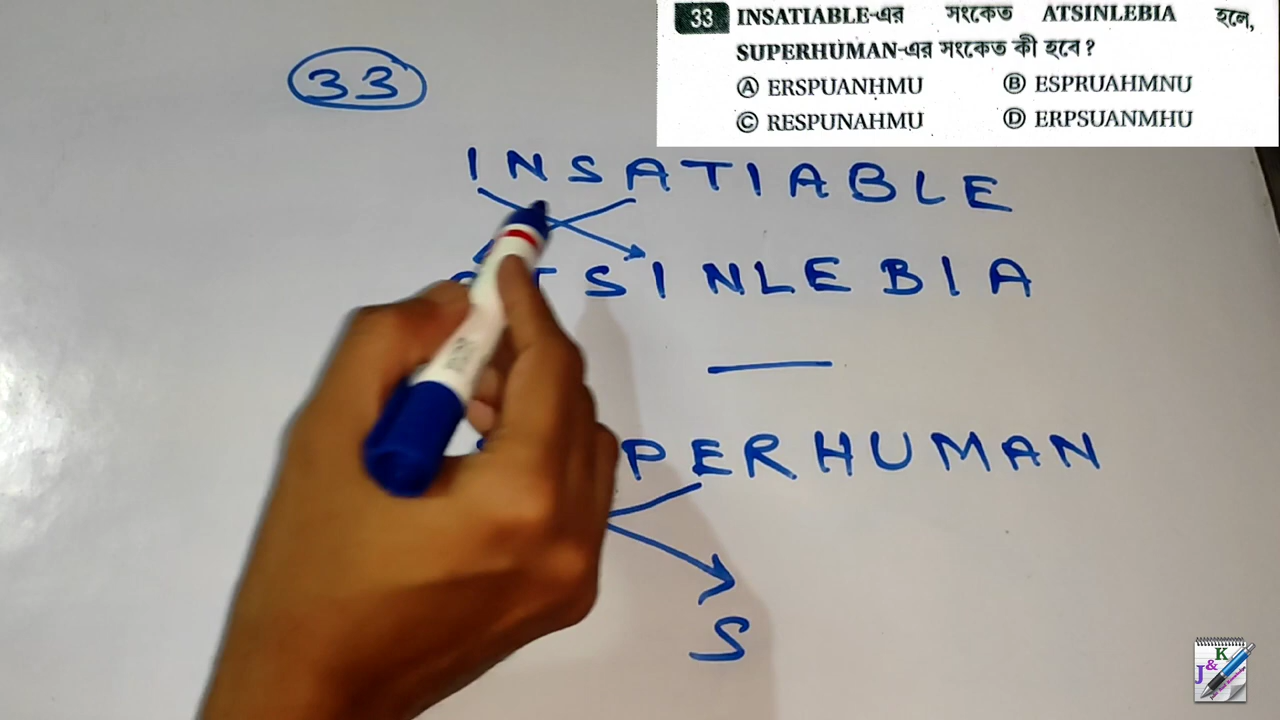 33 INSATIABLE-এর সংকেত ATSINLEBIA হলে,
SUPERHUMAN-এর সংকেত কী হবে ?
Ⓐ ERSPUANHMU Ⓑ ESPRUAHMNU
Ⓒ RESPUNAHMU Ⓓ ERPSUANMHU
33
INSATIABLE
TSINLEBIA
PERHUMAN
S
J&K